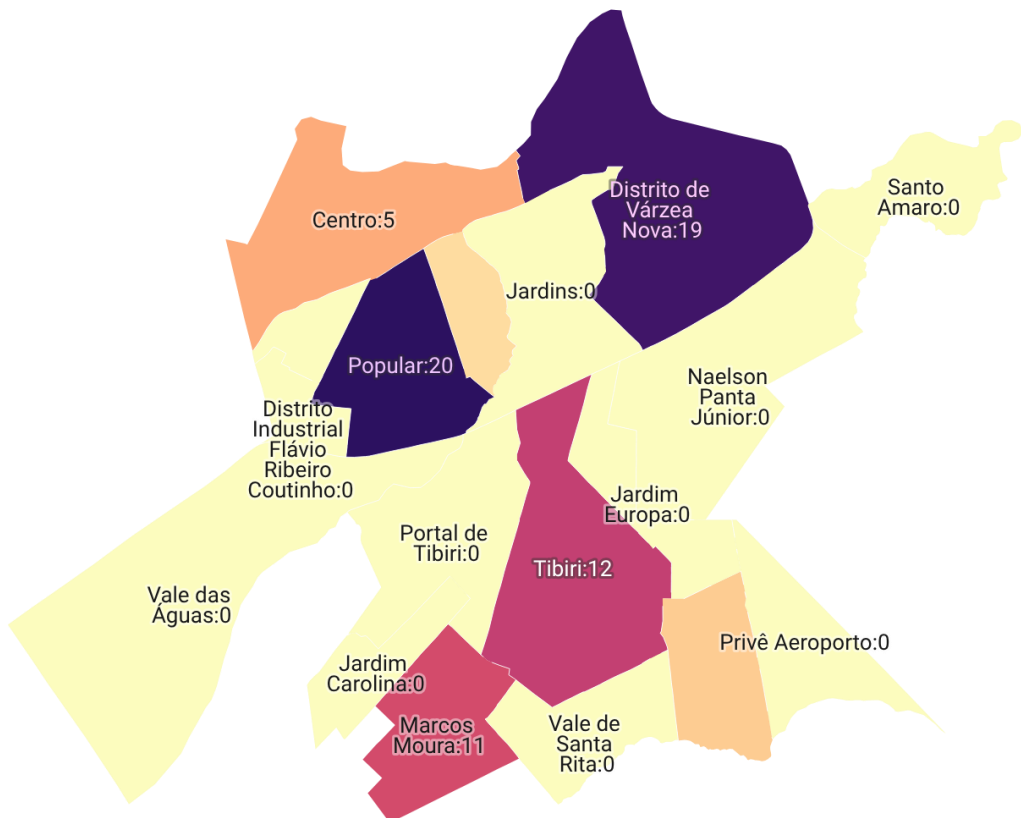 Santo
Amaro:0
Distrito de
Várzea
Nova:19
Centro:5
Jardins:0
Popular:20
Naelson
Panta
Júnior:0
Distrito
Industrial
Flávio
Ribeiro
Coutinho:0
Jardim
Europa:0
Portal de
Tibiri:0
Tibiri:12
Vale das
Águas:0
Privê Aeroporto:0
Jardim
Carolina:0
Marcos
Moura:11
Vale de
Santa
Rita:0